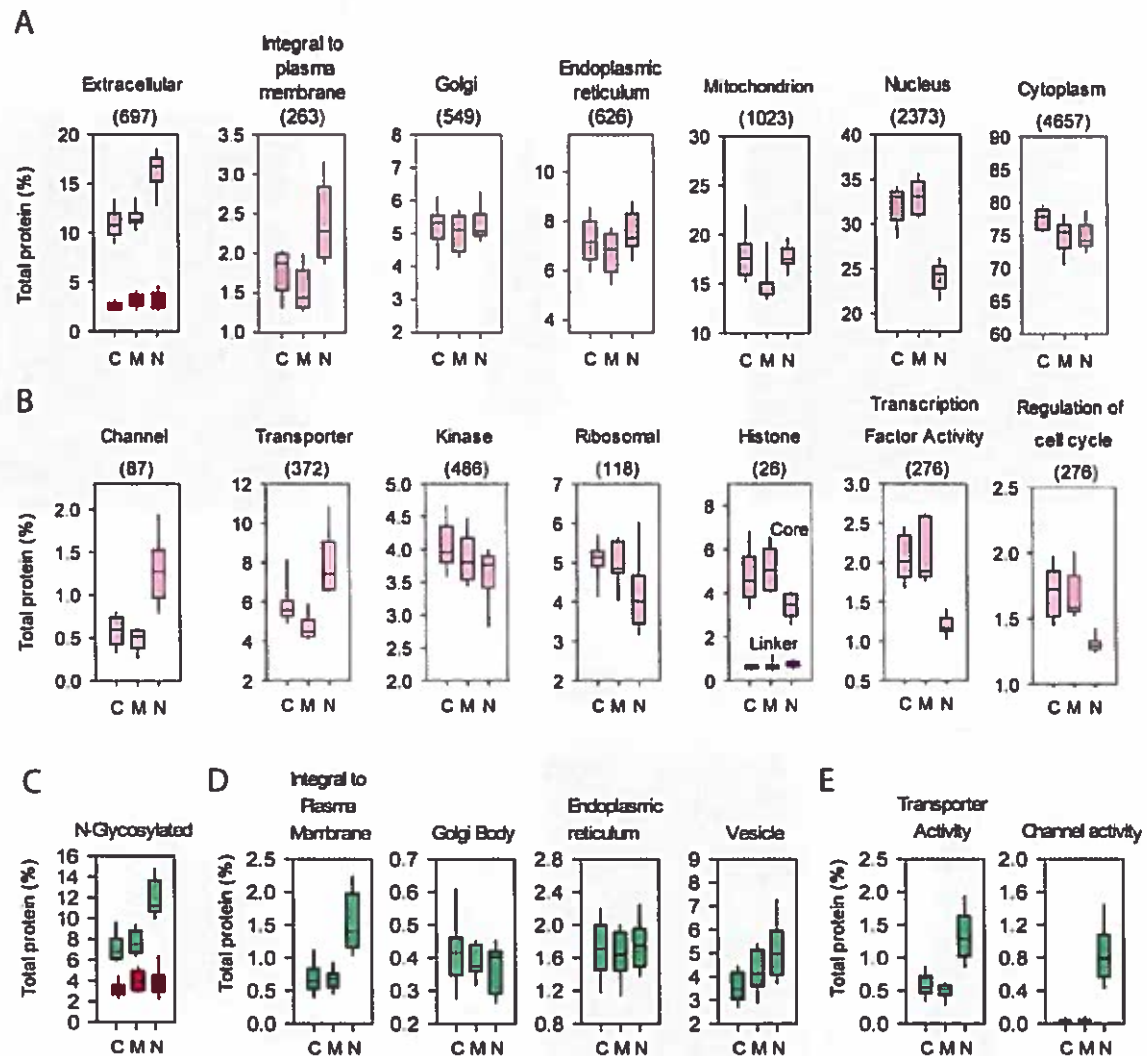 A
Extracellular
(697)
Integral to
plasma
membrane
(263)
Golgi
(549)
Endoplasmic
reticulum
(626)
Mitochondrion
(1023)
Nucleus
(2373)
Cytoplasm
(4657)
Total protein (%)
20
15
10
5
0
3.5
3.0
2.5
2.0
1.5
1.0
8
7
6
5
4
3
2
10
8
6
4
30
25
20
15
10
40
35
30
25
20
90
85
80
75
70
65
60
C M N
C M N
C M N
C M N
C M N
C M N
C M N
B
Channel
(87)
Transporter
(372)
Kinase
(486)
Ribosomal
(118)
Histone
(26)
Transcription
Factor Activity
(276)
Regulation of
cell cycle
(276)
Total protein (%)
2.0
1.5
1.0
0.5
0.0
12
10
8
6
4
2
5.0
4.5
4.0
3.5
3.0
2.5
2.0
7
6
5
4
3
2
8
6
4
2
0
Core
Linker
3.0
2.5
2.0
1.5
1.0
0.5
2.5
2.0
1.5
1.0
C M N
C M N
C M N
C M N
C M N
C M N
C M N
C
N-Glycosylated
Total protein (%)
16
14
12
10
8
6
4
2
0
C M N
D
Integral to
Plasma
Membrane
Golgi Body
Endoplasmic
reticulum
Vesicle
Total protein (%)
2.5
2.0
1.5
1.0
0.5
0.0
0.7
0.6
0.5
0.4
0.3
0.2
2.8
2.4
2.0
1.6
1.2
0.8
9
8
7
6
5
4
3
2
C M N
C M N
C M N
C M N
E
Transporter
Activity
Channel activity
Total protein (%)
2.5
2.0
1.5
1.0
0.5
0.0
2.0
1.6
1.2
0.8
0.4
0.0
C M N
C M N